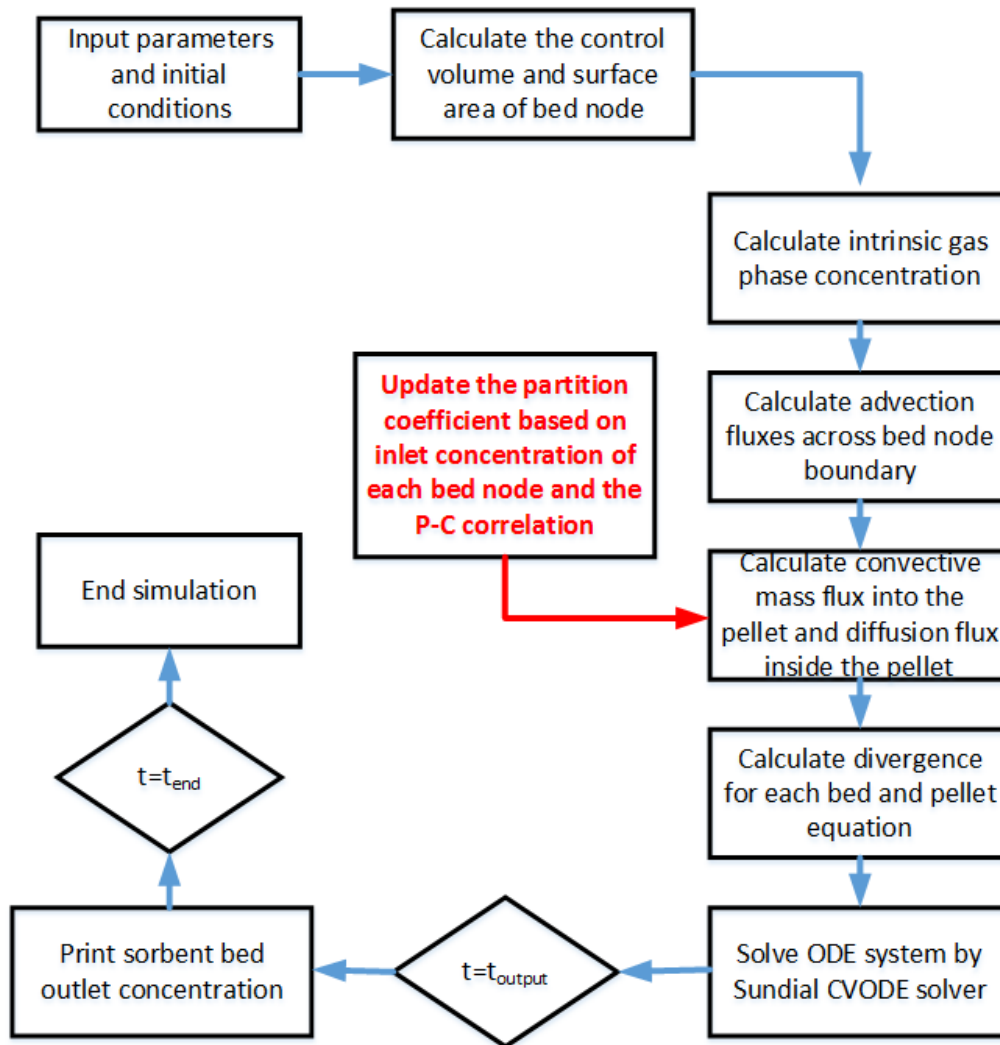 Input parameters
and initial
conditions
Calculate the control
volume and surface
area of bed node
Calculate intrinsic gas
phase concentration
Calculate advection
fluxes across bed node
boundary
Update the partition
coefficient based on
inlet concentration of
each bed node and the
P-C correlation
Calculate convective
mass flux into the
pellet and diffusion flux
inside the pellet
Calculate divergence
for each bed and pellet
equation
Solve ODE system by
Sundial CVODE solver
t=toutput
Print sorbent bed
outlet concentration
t=tend
End simulation